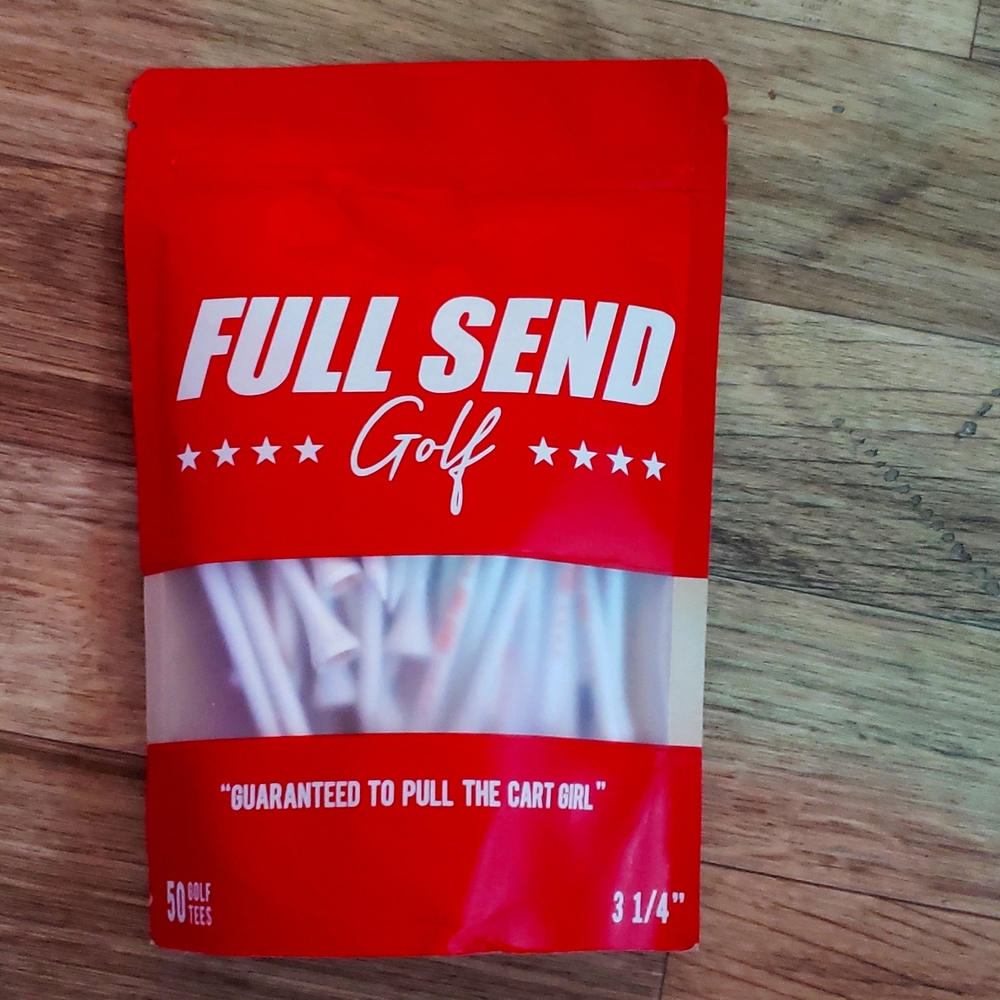 FULL SEND
Golf
"GUARANTEED TO PULL THE CART GIRL"
50 GOLF
TEES
3 1/4"